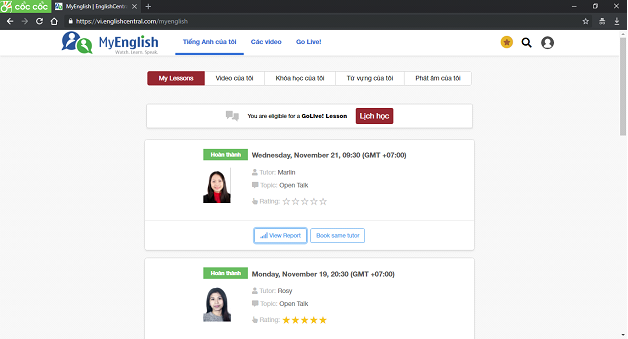 cốc cốc
MyEnglish | EnglishCentr
https://vi.englishcentral.com/myenglish
MyEnglish
Watch. Learn. Speak.
Tiếng Anh của tôi
Các video
Go Live!
My Lessons
Video của tôi
Khóa học của tôi
Từ vựng của tôi
Phát âm của tôi
You are eligible for a GoLive! Lesson
Lịch học
Hoàn thành
Wednesday, November 21, 09:30 (GMT +07:00)
Tutor: Marlin
Topic: Open Talk
Rating:
View Report
Book same tutor
Hoàn thành
Monday, November 19, 20:30 (GMT +07:00)
Tutor: Rosy
Topic: Open Talk
Rating: